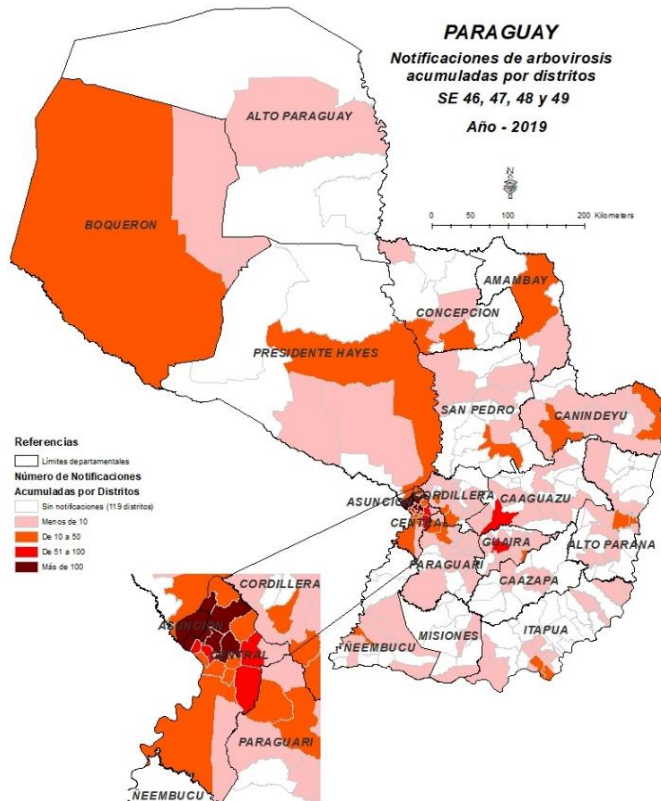 PARAGUAY
Notificaciones de arbovirosis
acumuladas por distritos
SE 46, 47, 48 y 49
Año - 2019
N
0 50 100 200 Kilometers
ALTO PARAGUAY
BOQUERON
AMAMBAY
CONCEPCION
PRESIDENTE HAYES
SAN PEDRO
CANINDEYU
ASUNCION
CORDILLERA
CAAGUAZU
CENTRAL
GUAIRA
ALTO PARANA
PARAGUARI
CAAZAPA
ÑEEMBUCU
MISIONES
ITAPUA
Referencias
Límites departamentales
Número de Notificaciones
Acumuladas por Distritos
Sin notificaciones (119 distritos)
Menos de 10
De 10 a 50
De 51 a 100
Más de 100
CORDILLERA
ASUNCION
CENTRAL
PARAGUARI
ÑEEMBUCU